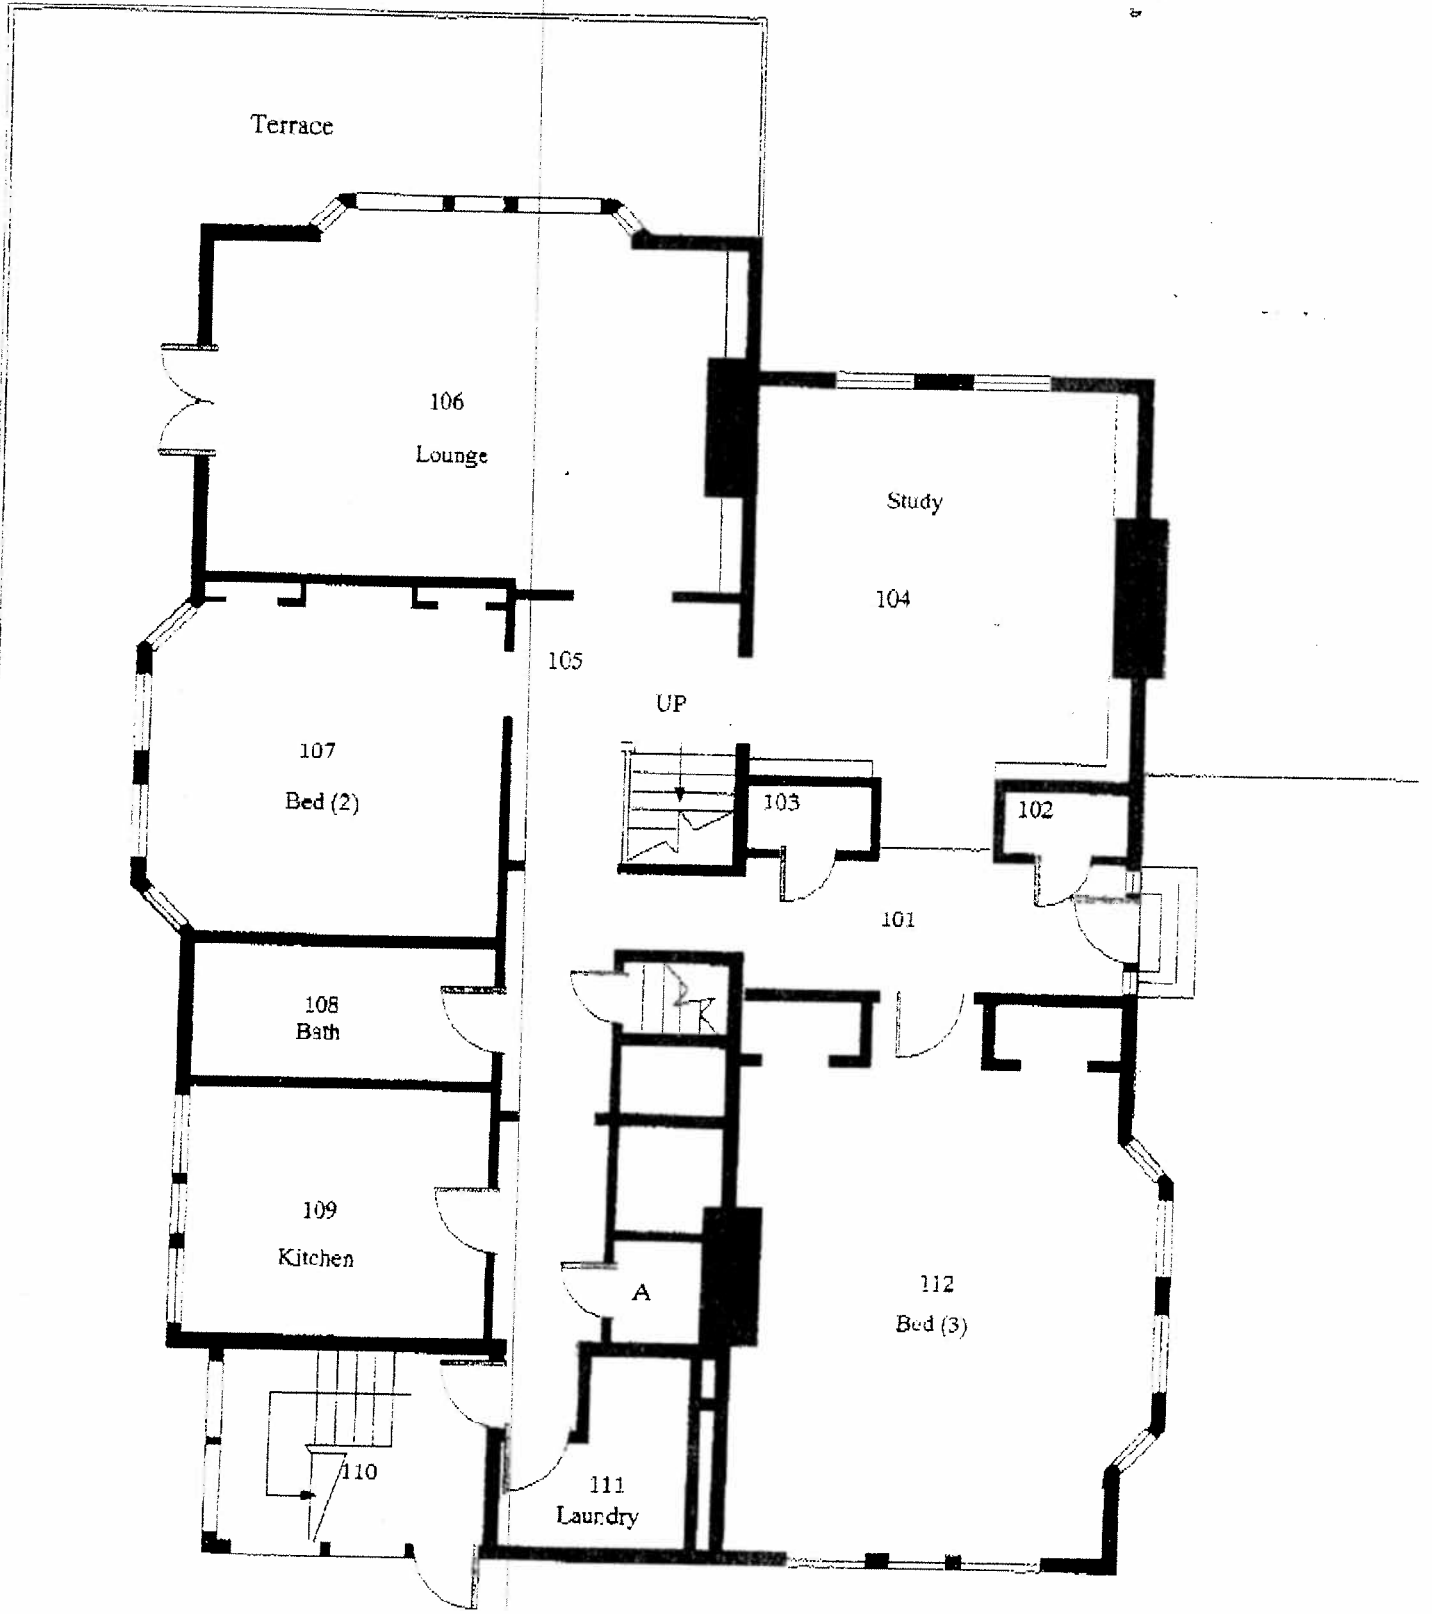 Terrace
106
Lounge
Study
104
105
UP
107
Bed (2)
103
102
101
108
Bath
109
Kitchen
A
112
Bed (3)
110
111
Laundry